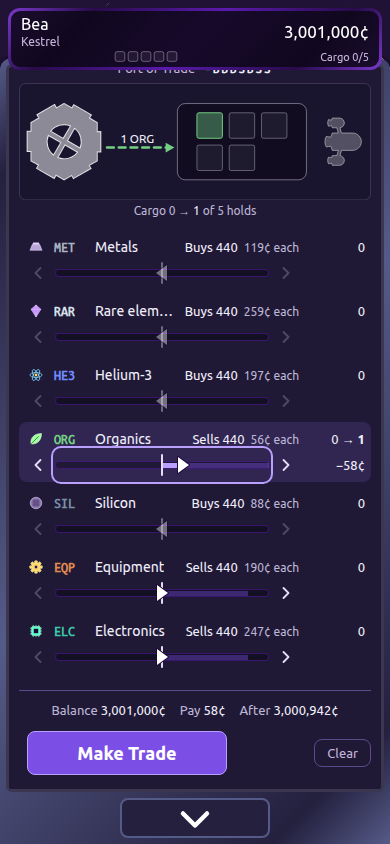 Bea
Kestrel
3,001,000¢
Cargo 0/5
Port of Trade
1 ORG
Cargo 0 → 1 of 5 holds
MET Metals Buys 440 119¢ each 0
RAR Rare elem… Buys 440 259¢ each 0
HE3 Helium-3 Buys 440 197¢ each 0
ORG Organics Sells 440 56¢ each 0 → 1
−58¢
SIL Silicon Buys 440 88¢ each 0
EQP Equipment Sells 440 190¢ each 0
ELC Electronics Sells 440 247¢ each 0
Balance 3,001,000¢ Pay 58¢ After 3,000,942¢
Make Trade
Clear